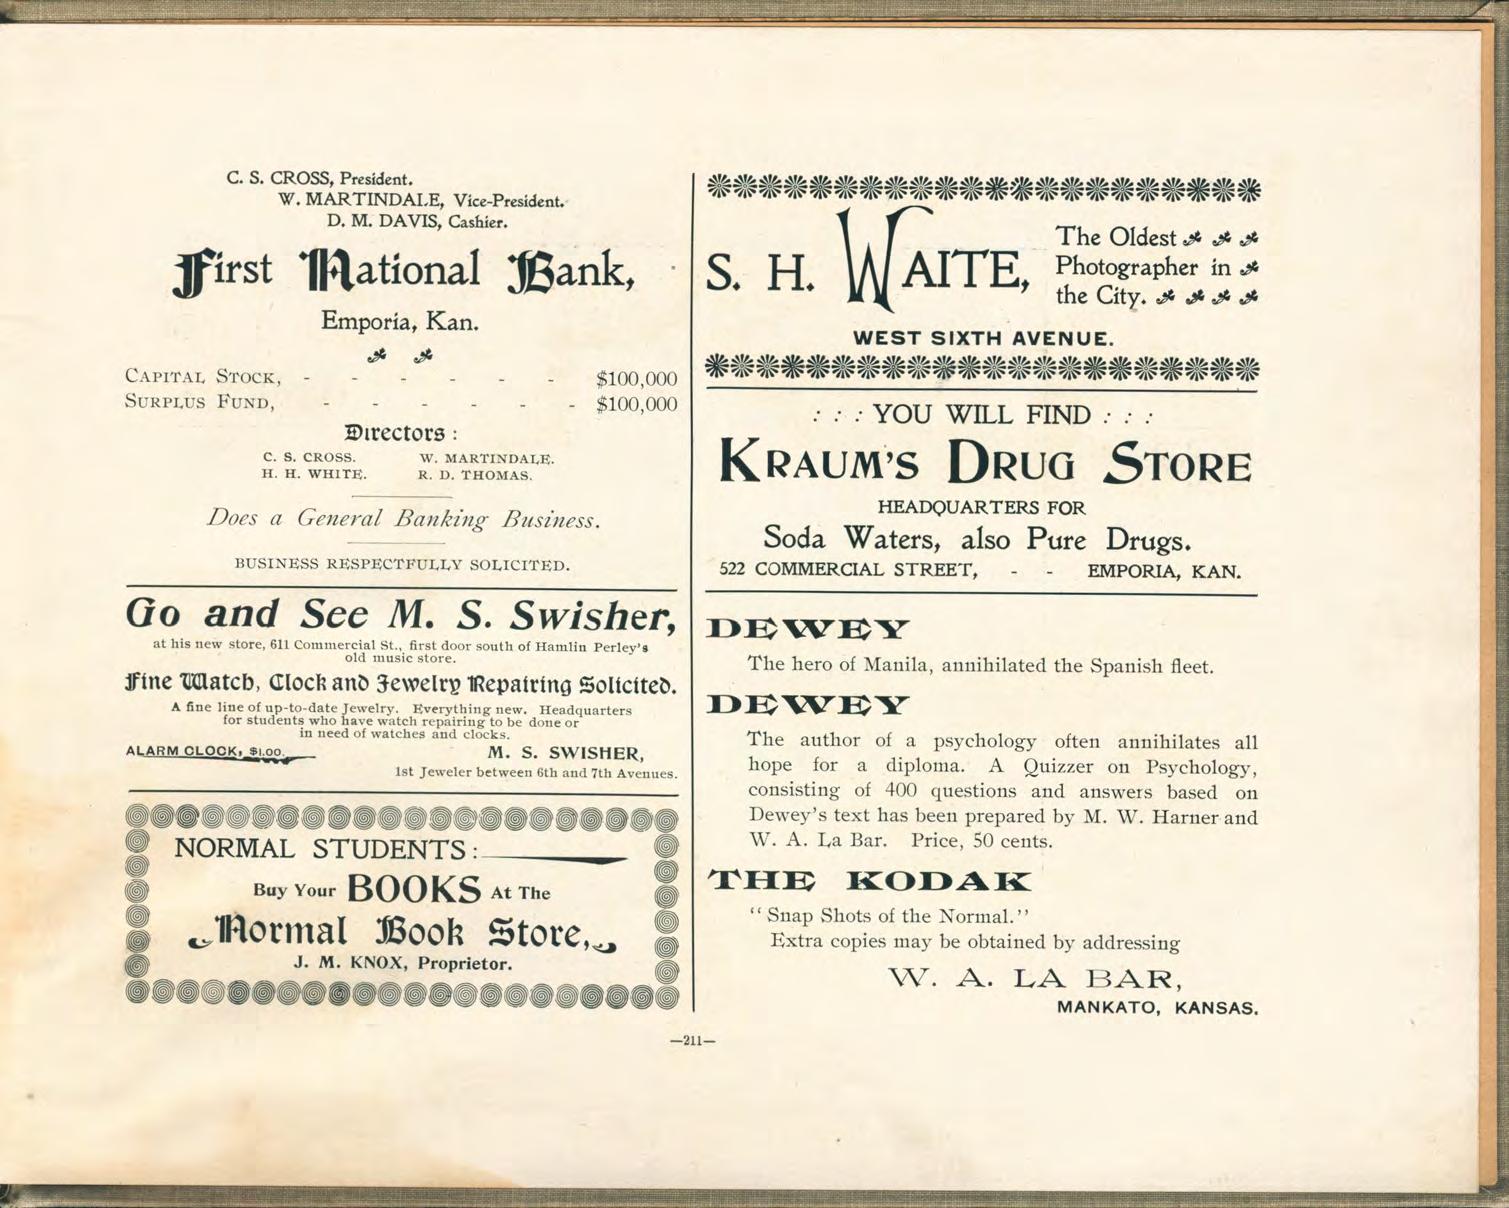 C. S. CROSS, President.
W. MARTINDALE, Vice-President.
D. M. DAVIS, Cashier.
First National Bank,
Emporia, Kan.
CAPITAL STOCK, - - - - - - $100,000
SURPLUS FUND, - - - - - - $100,000
Directors:
C. S. CROSS. W. MARTINDALE.
H. H. WHITE. R. D. THOMAS.
Does a General Banking Business.
BUSINESS RESPECTFULLY SOLICITED.
Go and See M. S. Swisher,
at his new store, 611 Commercial St., first door south of Hamlin Perley's
old music store.
Fine Watch, Clock and Jewelry Repairing Solicited.
A fine line of up-to-date Jewelry. Everything new. Headquarters
for students who have watch repairing to be done or
in need of watches and clocks.
ALARM CLOCK, $1.00. M. S. SWISHER,
1st Jeweler between 6th and 7th Avenues.
NORMAL STUDENTS:
Buy Your BOOKS At The
Normal Book Store,
J. M. KNOX, Proprietor.
S. H. WAITE,
The Oldest
Photographer in
the City.
WEST SIXTH AVENUE.
: : : YOU WILL FIND : : :
KRAUM'S DRUG STORE
HEADQUARTERS FOR
Soda Waters, also Pure Drugs.
522 COMMERCIAL STREET, - - EMPORIA, KAN.
DEWEY
The hero of Manila, annihilated the Spanish fleet.
DEWEY
The author of a psychology often annihilates all
hope for a diploma. A Quizzer on Psychology,
consisting of 400 questions and answers based on
Dewey's text has been prepared by M. W. Harner and
W. A. La Bar. Price, 50 cents.
THE KODAK
"Snap Shots of the Normal."
Extra copies may be obtained by addressing
W. A. LA BAR,
MANKATO, KANSAS.
—211—